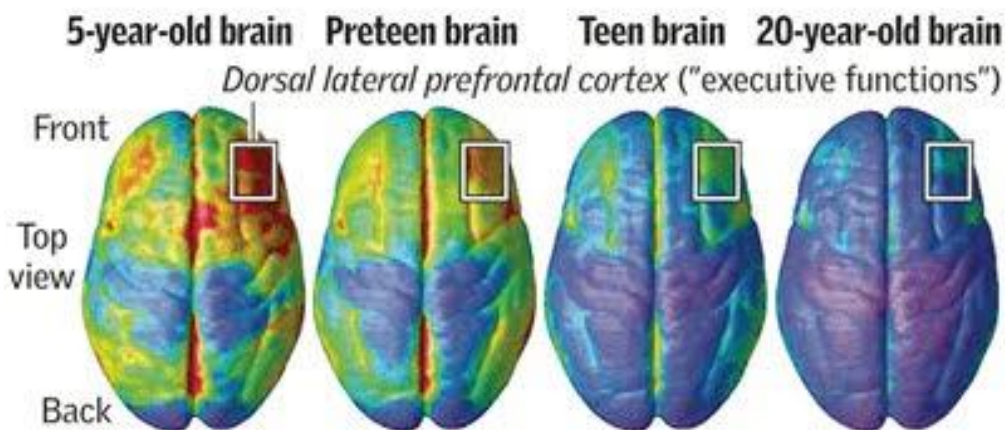 5-year-old brain Preteen brain Teen brain 20-year-old brain
Dorsal lateral prefrontal cortex ("executive functions")
Front
Top
view
Back